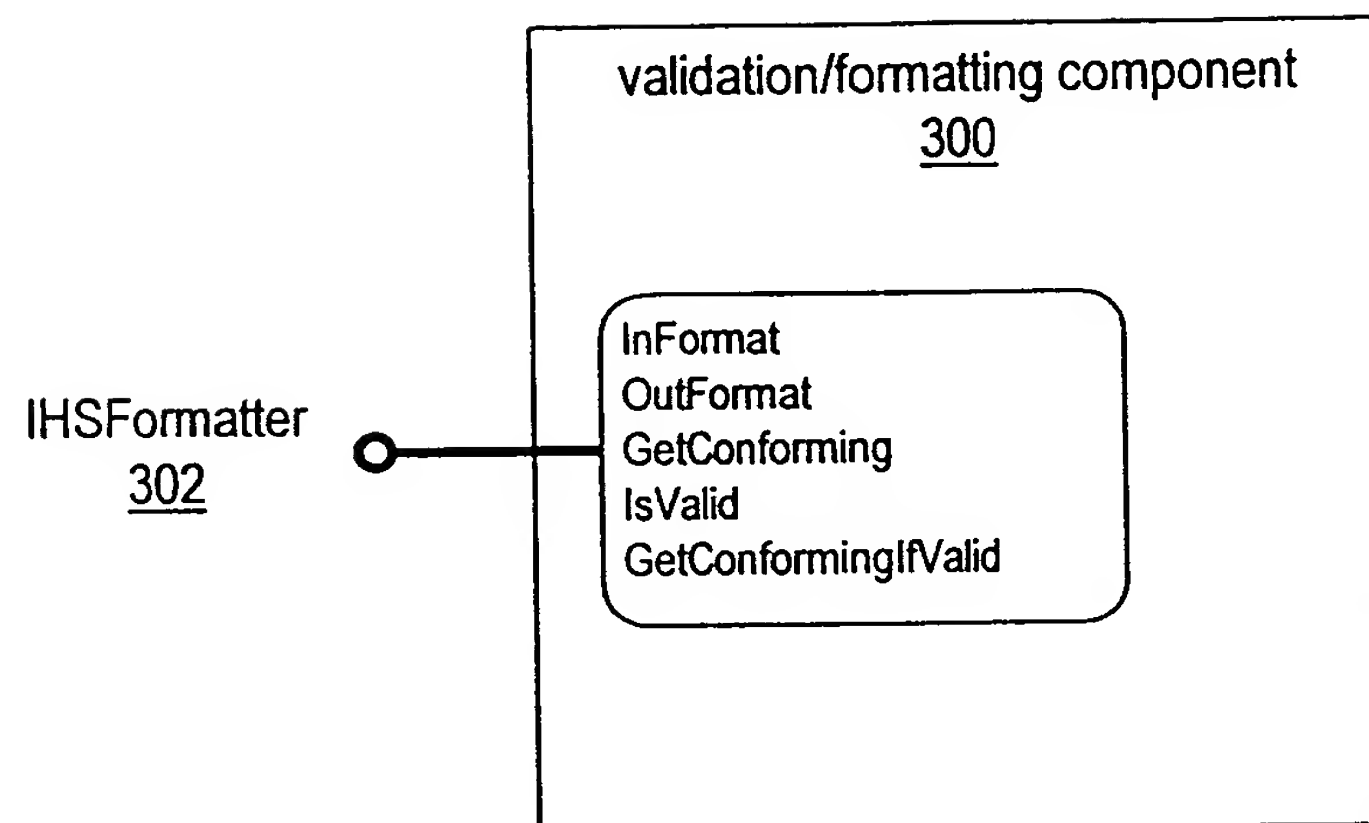 validation/formatting component
300
InFormat
OutFormat
GetConforming
IsValid
GetConformingIfValid
IHSFormatter
302